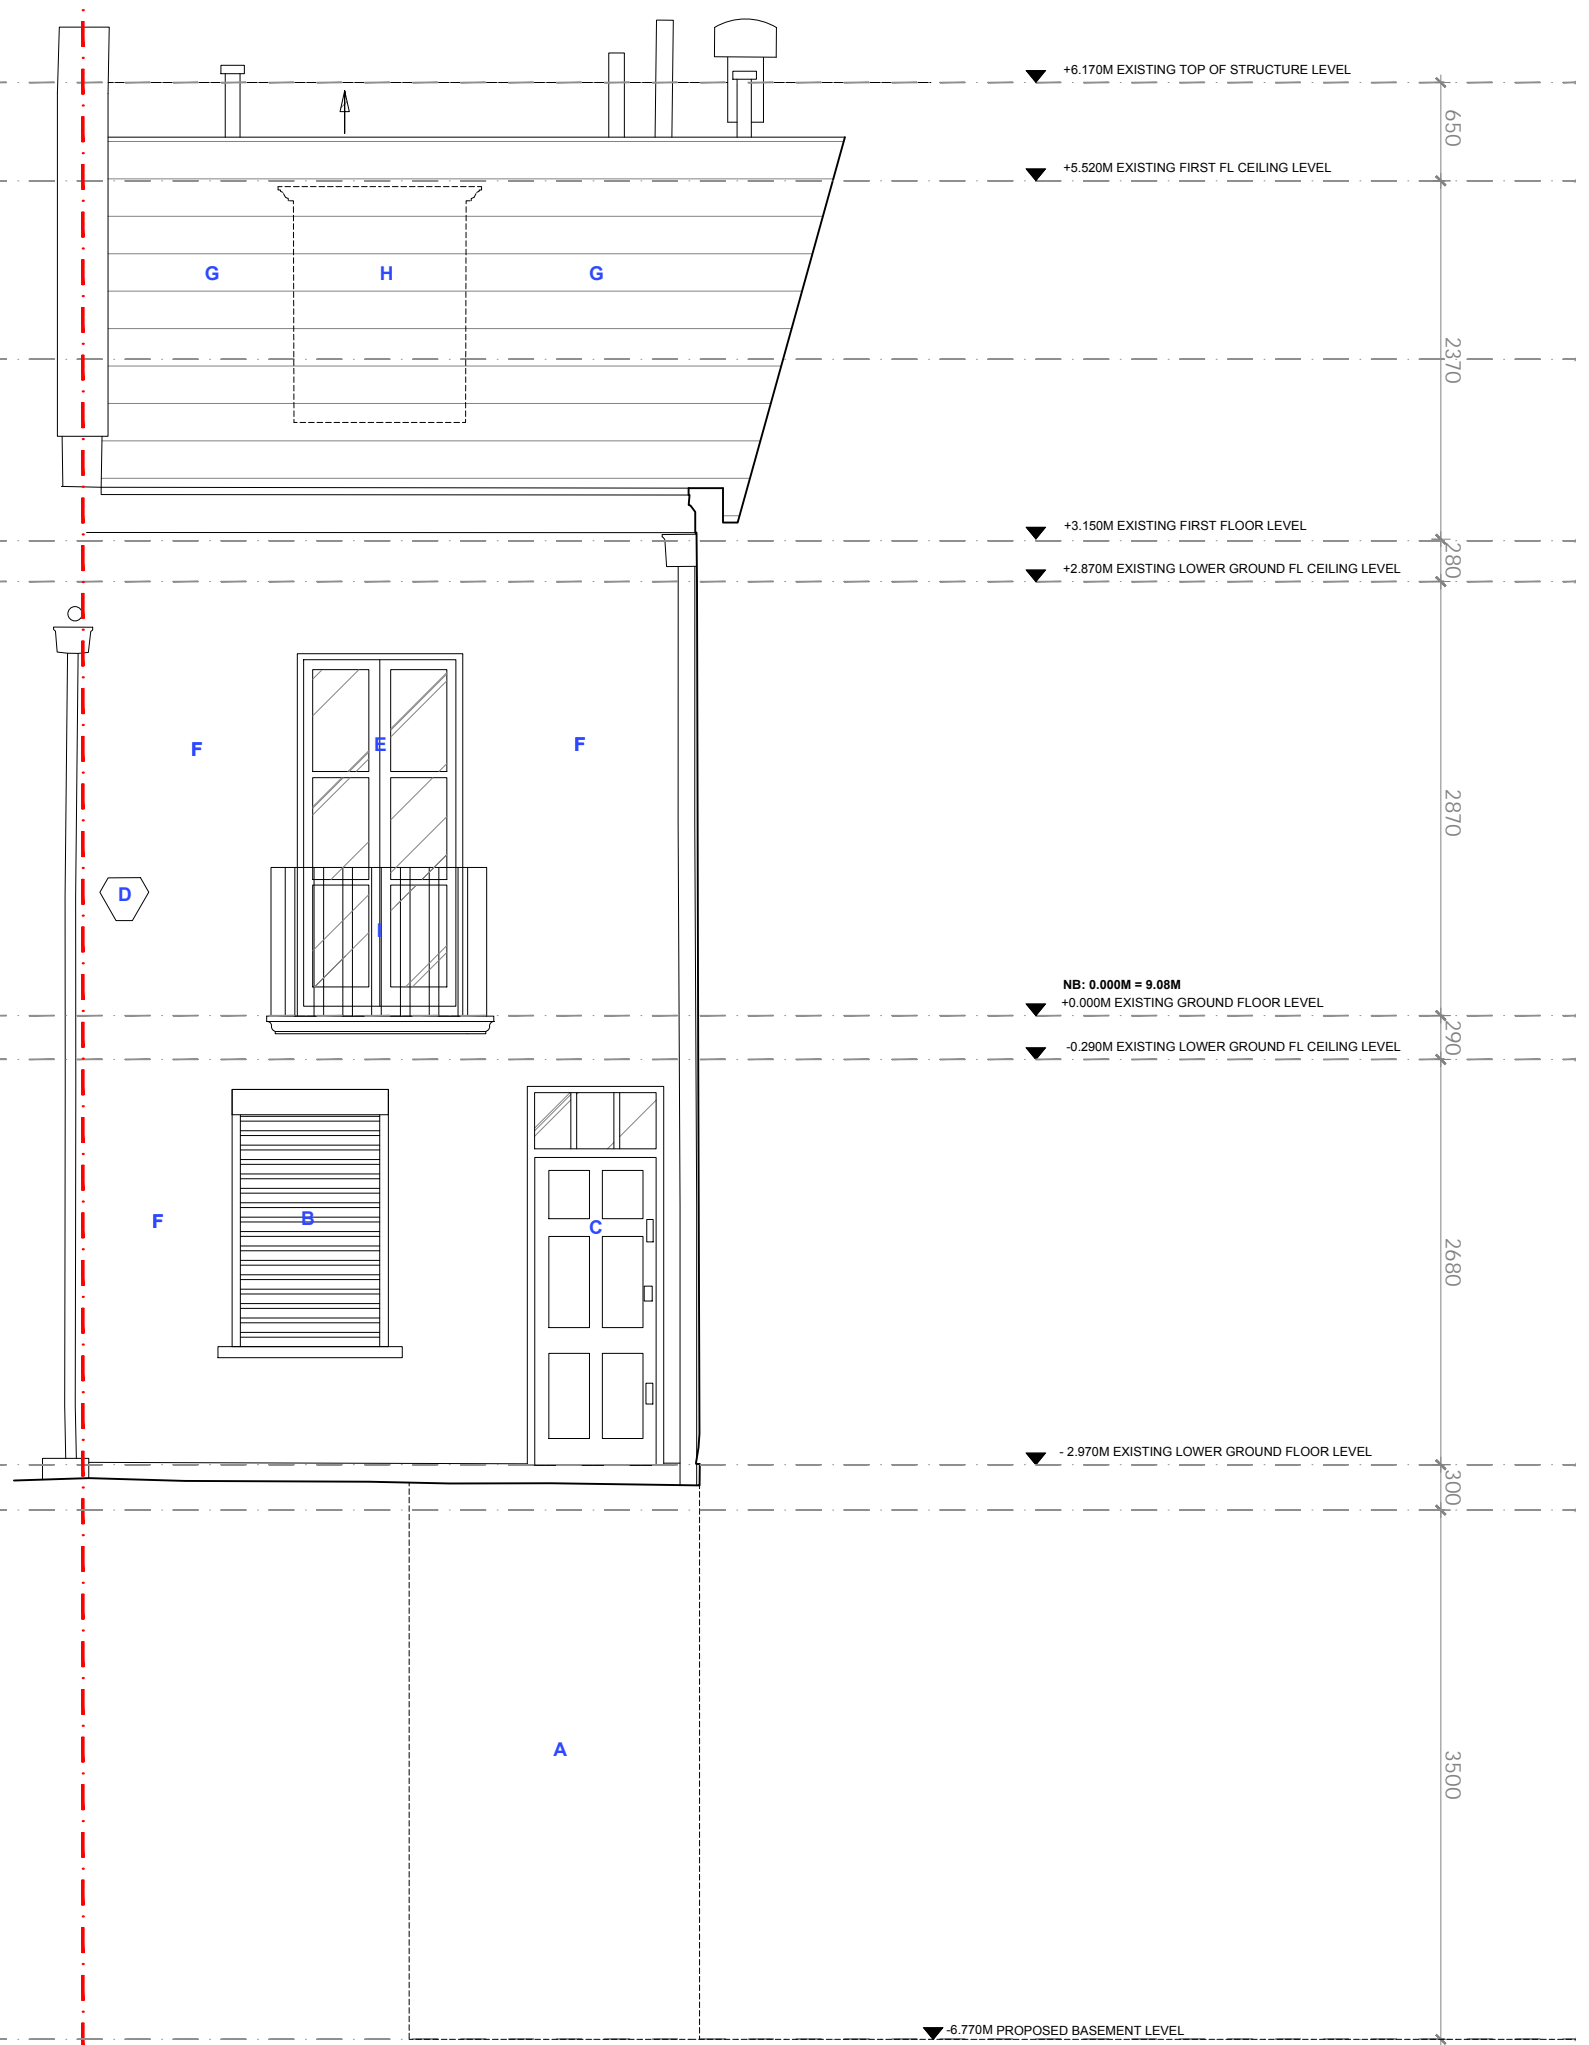 +6.170M EXISTING TOP OF STRUCTURE LEVEL
650
+5.520M EXISTING FIRST FL CEILING LEVEL
G H G
2370
+3.150M EXISTING FIRST FLOOR LEVEL
280
+2.870M EXISTING LOWER GROUND FL CEILING LEVEL
F E F
2870
D
I
NB: 0.000M = 9.08M
+0.000M EXISTING GROUND FLOOR LEVEL
290
-0.290M EXISTING LOWER GROUND FL CEILING LEVEL
F B C
2680
- 2.970M EXISTING LOWER GROUND FLOOR LEVEL
300
A
3500
-6.770M PROPOSED BASEMENT LEVEL